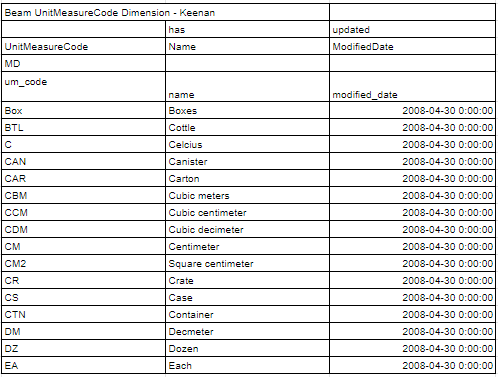 Beam UnitMeasureCode Dimension - Keenan
has updated
UnitMeasureCode Name ModifiedDate
MD
um_code name modified_date
Box Boxes 2008-04-30 0:00:00
BTL Cottle 2008-04-30 0:00:00
C Celcius 2008-04-30 0:00:00
CAN Canister 2008-04-30 0:00:00
CAR Carton 2008-04-30 0:00:00
CBM Cubic meters 2008-04-30 0:00:00
CCM Cubic centimeter 2008-04-30 0:00:00
CDM Cubic decimeter 2008-04-30 0:00:00
CM Centimeter 2008-04-30 0:00:00
CM2 Square centimeter 2008-04-30 0:00:00
CR Crate 2008-04-30 0:00:00
CS Case 2008-04-30 0:00:00
CTN Container 2008-04-30 0:00:00
DM Decmeter 2008-04-30 0:00:00
DZ Dozen 2008-04-30 0:00:00
EA Each 2008-04-30 0:00:00